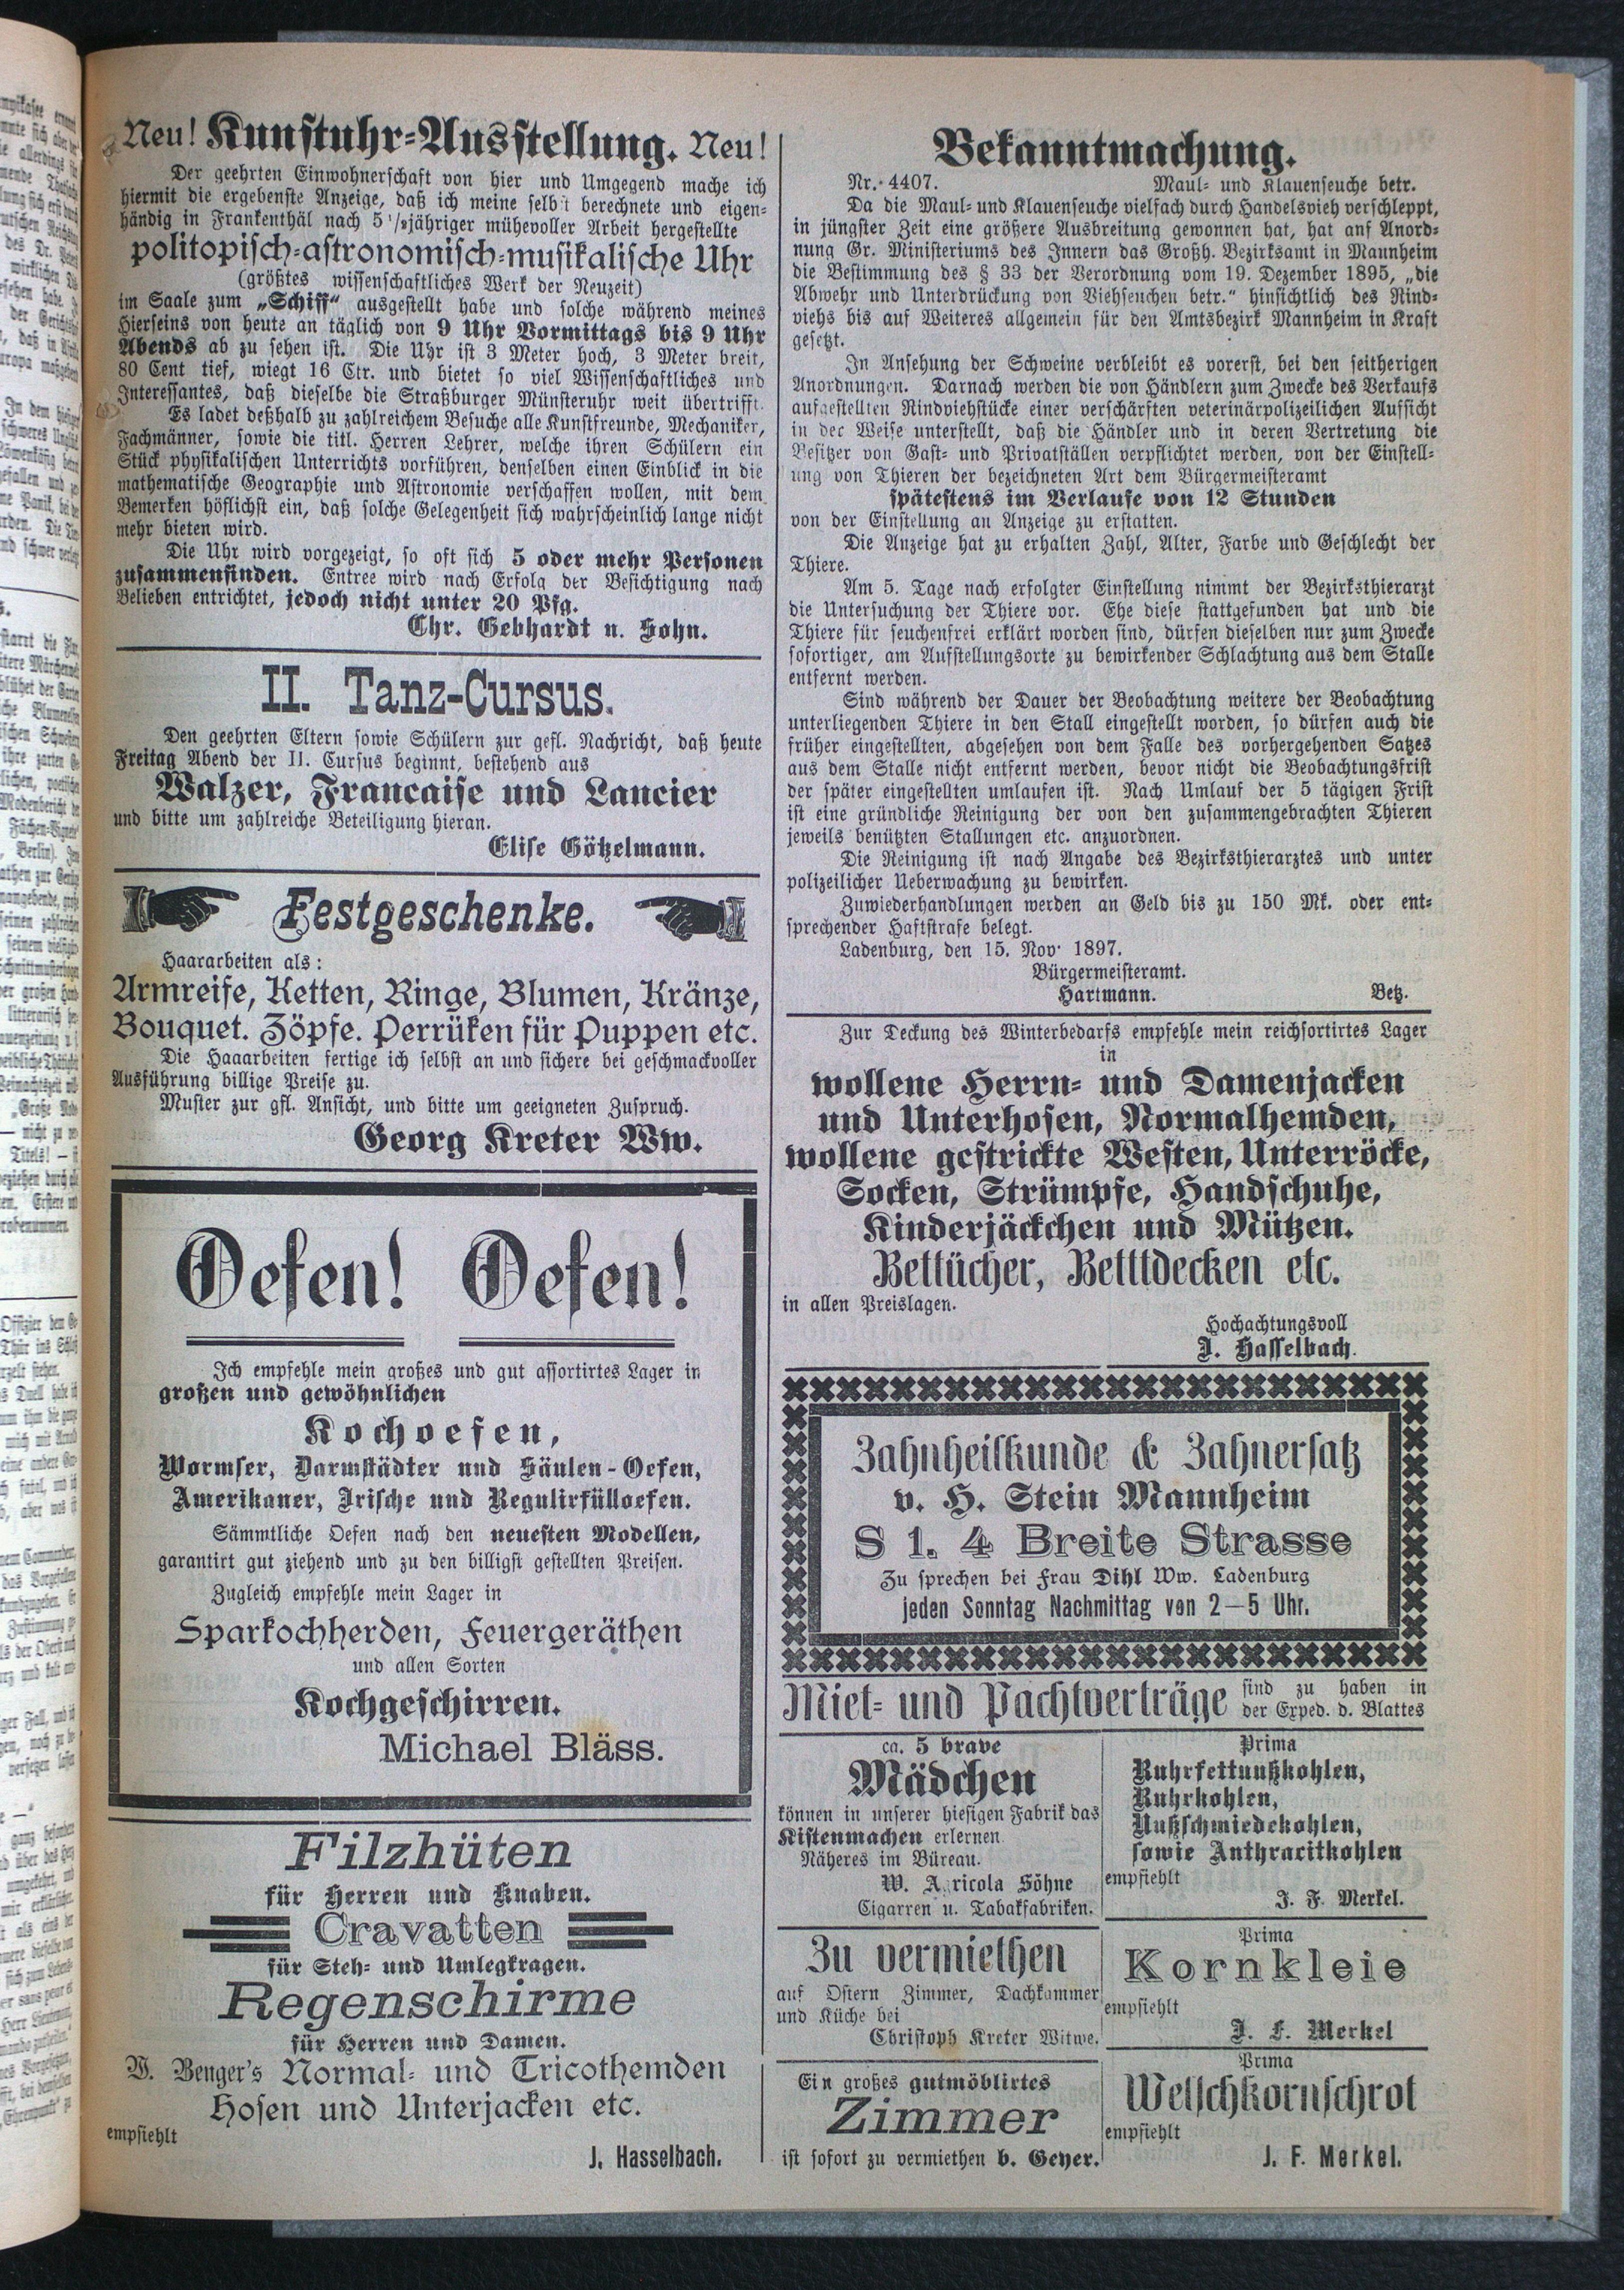 Neu! Kunstuhr-Ausstellung. Neu!
Der geehrten Einwohnerschaft von hier und Umgegend mache ich
hiermit die ergebenste Anzeige, daß ich meine selbst berechnete und eigen-
händig in Frankenthäl nach 5 1/2jähriger mühevoller Arbeit hergestellte
politopisch-astronomisch-musikalische Uhr
(größtes wissenschaftliches Werk der Neuzeit)
im Saale zum „Schiff“ ausgestellt habe und solche während meines
Hierseins von heute an täglich von 9 Uhr Vormittags bis 9 Uhr
Abends ab zu sehen ist. Die Uhr ist 3 Meter hoch, 3 Meter breit,
80 Cent tief, wiegt 16 Ctr. und bietet so viel Wissenschaftliches und
Interessantes, daß dieselbe die Straßburger Münsteruhr weit übertrifft.
Es ladet deßhalb zu zahlreichem Besuche alle Kunstfreunde, Mechaniker,
Fachmänner, sowie die titl. Herren Lehrer, welche ihren Schülern ein
Stück physikalischen Unterrichts vorführen, denselben einen Einblick in die
mathematische Geographie und Astronomie verschaffen wollen, mit dem
Bemerken höflichst ein, daß solche Gelegenheit sich wahrscheinlich lange nicht
mehr bieten wird.
Die Uhr wird vorgezeigt, so oft sich 5 oder mehr Personen
zusammenfinden. Entree wird nach Erfolg der Besichtigung nach
Belieben entrichtet, jedoch nicht unter 20 Pfg.
Chr. Gebhardt u. Sohn.
II. Tanz-Cursus.
Den geehrten Eltern sowie Schülern zur gefl. Nachricht, daß heute
Freitag Abend der II. Cursus beginnt, bestehend aus
Walzer, Francaise und Lancier
und bitte um zahlreiche Beteiligung hieran.
Elise Götzelmann.
Festgeschenke.
Haararbeiten als:
Armreife, Ketten, Ringe, Blumen, Kränze,
Bouquet. Zöpfe. Perrüken für Puppen etc.
Die Haaarbeiten fertige ich selbst an und sichere bei geschmackvoller
Ausführung billige Preise zu.
Muster zur gfl. Ansicht, und bitte um geeigneten Zuspruch.
Georg Kreter Ww.
Oefen! Oefen!
Ich empfehle mein großes und gut assortirtes Lager in
großen und gewöhnlichen
Kochoefen,
Wormser, Darmstädter und Säulen-Oefen,
Amerikaner, Irische und Regulirfülloefen.
Sämmtliche Oefen nach den neuesten Modellen,
garantirt gut ziehend und zu den billigst gestellten Preisen.
Zugleich empfehle mein Lager in
Sparkochherden, Feuergeräthen
und allen Sorten
Kochgeschirren.
Michael Bläss.
Filzhüten
für Herren und Knaben.
Cravatten
für Steh- und Umlegkragen.
Regenschirme
für Herren und Damen.
W. Benger's Normal- und Tricothemden
Hosen und Unterjacken etc.
empfiehlt
J. Hasselbach.
Bekanntmachung.
Nr. 4407. Maul- und Klauenseuche betr.
Da die Maul- und Klauenseuche vielfach durch Handelsvieh verschleppt,
in jüngster Zeit eine größere Ausbreitung gewonnen hat, hat auf Anord-
nung Gr. Ministeriums des Innern das Großh. Bezirksamt in Mannheim
die Bestimmung des § 33 der Verordnung vom 19. Dezember 1895, „die
Abwehr und Unterdrückung von Viehseuchen betr.“ hinsichtlich des Rind-
viehs bis auf Weiteres allgemein für den Amtsbezirk Mannheim in Kraft
gesetzt.
In Ansehung der Schweine verbleibt es vorerst, bei den seitherigen
Anordnungen. Darnach werden die von Händlern zum Zwecke des Verkaufs
aufgestellten Rindviehstücke einer verschärften veterinärpolizeilichen Aufsicht
in der Weise unterstellt, daß die Händler und in deren Vertretung die
Besitzer von Gast- und Privatställen verpflichtet werden, von der Einstell-
ung von Thieren der bezeichneten Art dem Bürgermeisteramt
spätestens im Verlaufe von 12 Stunden
von der Einstellung an Anzeige zu erstatten.
Die Anzeige hat zu erhalten Zahl, Alter, Farbe und Geschlecht der
Thiere.
Am 5. Tage nach erfolgter Einstellung nimmt der Bezirksthierarzt
die Untersuchung der Thiere vor. Ehe diese stattgefunden hat und die
Thiere für seuchenfrei erklärt worden sind, dürfen dieselben nur zum Zwecke
sofortiger, am Aufstellungsorte zu bewirkender Schlachtung aus dem Stalle
entfernt werden.
Sind während der Dauer der Beobachtung weitere der Beobachtung
unterliegenden Thiere in den Stall eingestellt worden, so dürfen auch die
früher eingestellten, abgesehen von dem Falle des vorhergehenden Satzes
aus dem Stalle nicht entfernt werden, bevor nicht die Beobachtungsfrist
der später eingestellten umlaufen ist. Nach Umlauf der 5 tägigen Frist
ist eine gründliche Reinigung der von den zusammengebrachten Thieren
jeweils benützten Stallungen etc. anzuordnen.
Die Reinigung ist nach Angabe des Bezirksthierarztes und unter
polizeilicher Ueberwachung zu bewirken.
Zuwiederhandlungen werden an Geld bis zu 150 Mk. oder ent-
sprechender Haftstrafe belegt.
Ladenburg, den 15. Nov. 1897.
Bürgermeisteramt.
Hartmann. Betz.
Zur Deckung des Winterbedarfs empfehle mein reichsortirtes Lager
in
wollene Herrn- und Damenjacken
und Unterhosen, Normalhemden,
wollene gestrickte Westen, Unterröcke,
Socken, Strümpfe, Handschuhe,
Kinderjäckchen und Mützen.
Bettücher, Betttdecken etc.
in allen Preislagen.
Hochachtungsvoll
J. Hasselbach.
Zahnheilkunde & Zahnersatz
v. H. Stein Mannheim
S 1. 4 Breite Strasse
Zu sprechen bei Frau Dihl Ww. Ladenburg
jeden Sonntag Nachmittag von 2—5 Uhr.
Miet- und Pachtverträge sind zu haben in
der Exped. d. Blattes
ca. 5 brave
Mädchen
können in unserer hiesigen Fabrik das
Kistenmachen erlernen
Näheres im Büreau.
W. Agricola Söhne
Cigarren u. Tabakfabriken.
Zu vermiethen
auf Ostern Zimmer, Dachkammer
und Küche bei
Christoph Kreter Witwe.
Ein großes gutmöblirtes
Zimmer
ist sofort zu vermiethen b. Geyer.
Prima
Ruhrfettnußkohlen,
Ruhrkohlen,
Nußschmiedekohlen,
sowie Anthracitkohlen
empfiehlt
J. F. Merkel.
Prima
Kornkleie
empfiehlt
J. F. Merkel
Prima
Welschkornschrot
empfiehlt
J. F. Merkel.